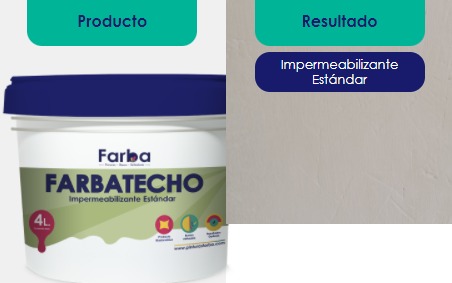 Producto
Resultado
Impermeabilizante
Estándar
Farba
FARBATECHO
Impermeabilizante Estándar
4L.